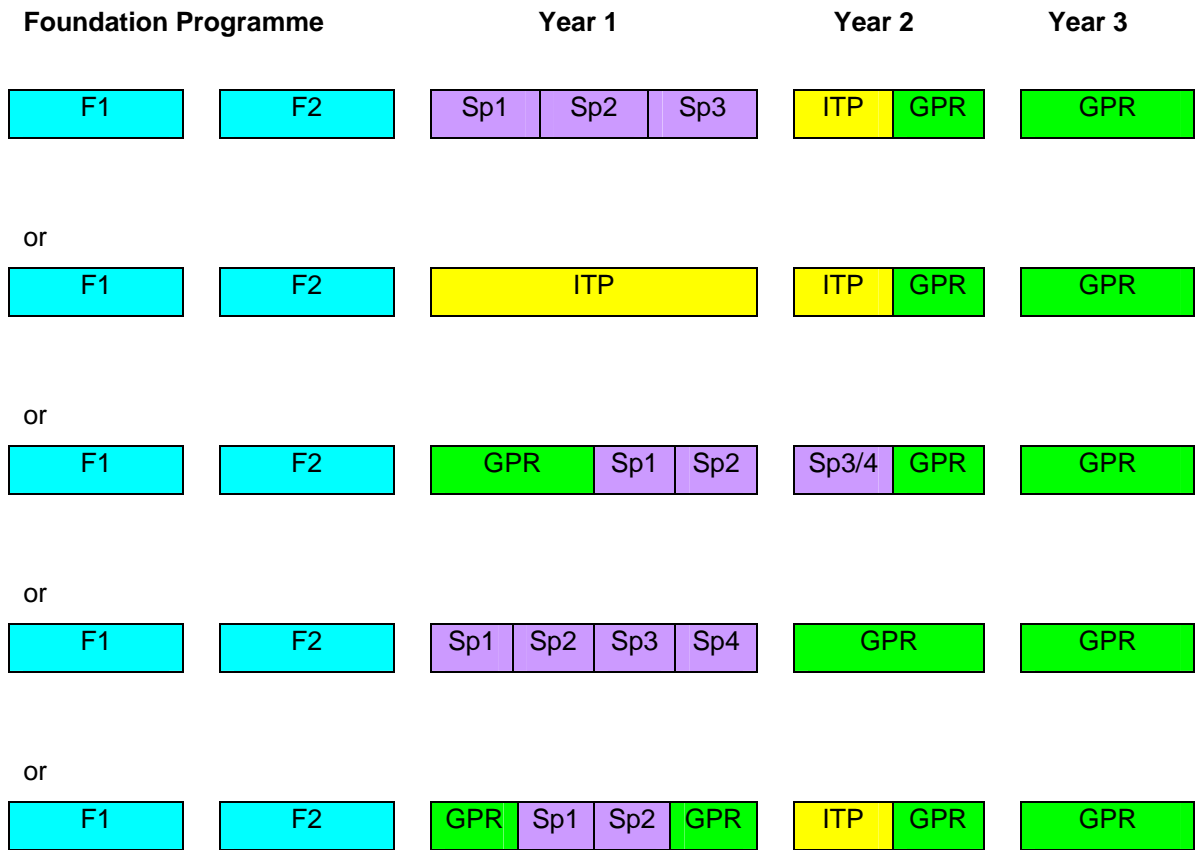 Foundation Programme Year 1 Year 2 Year 3
F1 F2 Sp1 Sp2 Sp3 ITP GPR GPR
or
F1 F2 ITP ITP GPR GPR
or
F1 F2 GPR Sp1 Sp2 Sp3/4 GPR GPR
or
F1 F2 Sp1 Sp2 Sp3 Sp4 GPR GPR
or
F1 F2 GPR Sp1 Sp2 GPR ITP GPR GPR